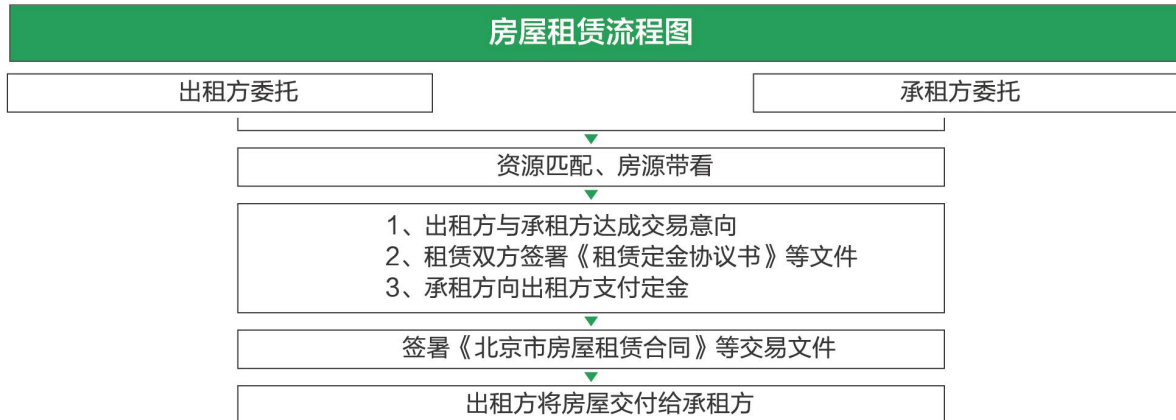 房屋租赁流程图
出租方委托
承租方委托
资源匹配、房源带看
1、出租方与承租方达成交易意向
2、租赁双方签署《租赁定金协议书》等文件
3、承租方向出租方支付定金
签署《北京市房屋租赁合同》等交易文件
出租方将房屋交付给承租方